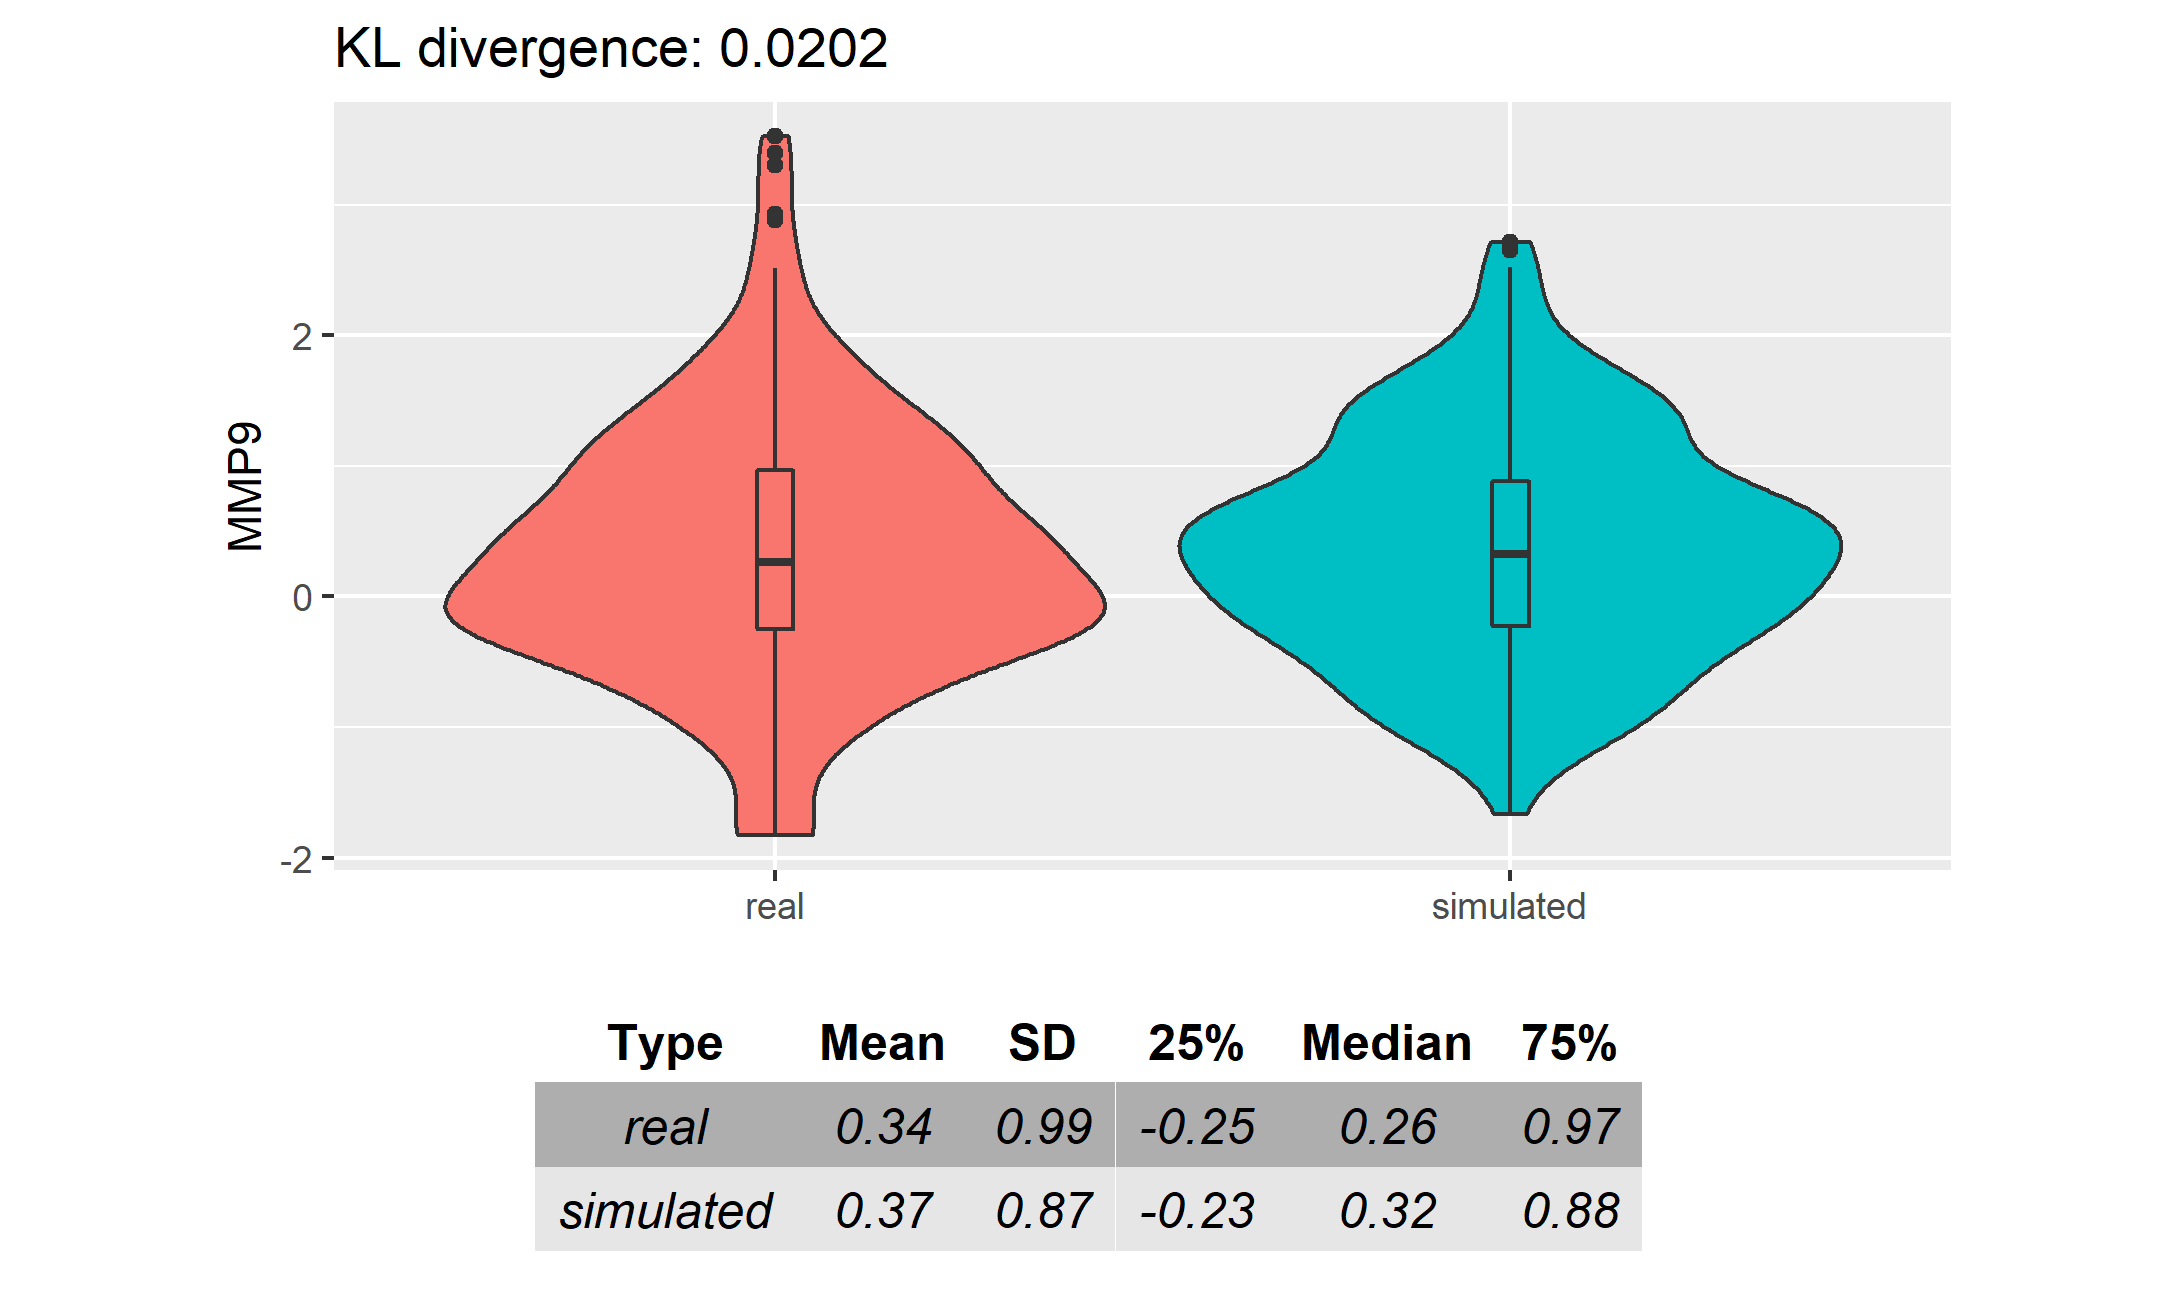 KL divergence: 0.0202
MMP9
2
0
-2
real simulated
Type Mean SD 25% Median 75%
real 0.34 0.99 -0.25 0.26 0.97
simulated 0.37 0.87 -0.23 0.32 0.88